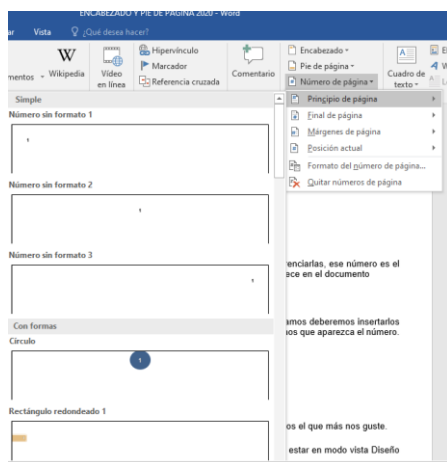 ENCABEZADO Y PIE DE PÁGINA 2020 - Word
ar Vista ¿Qué desea hacer?
W
mentos Wikipedia
Vídeo
en línea
Hipervínculo
Marcador
Referencia cruzada
Comentario
Encabezado
Pie de página
Número de página
A
Cuadro de
texto
Principio de página
Final de página
Márgenes de página
Posición actual
Formato del número de página...
Quitar números de página
Simple
Número sin formato 1
1
Número sin formato 2
1
Número sin formato 3
1
Con formas
Círculo
1
Rectángulo redondeado 1
renciarlas, ese número es el
ece en el documento
amos deberemos insertarlos
nos que aparezca el número.
os el que más nos guste.
estar en modo vista Diseño